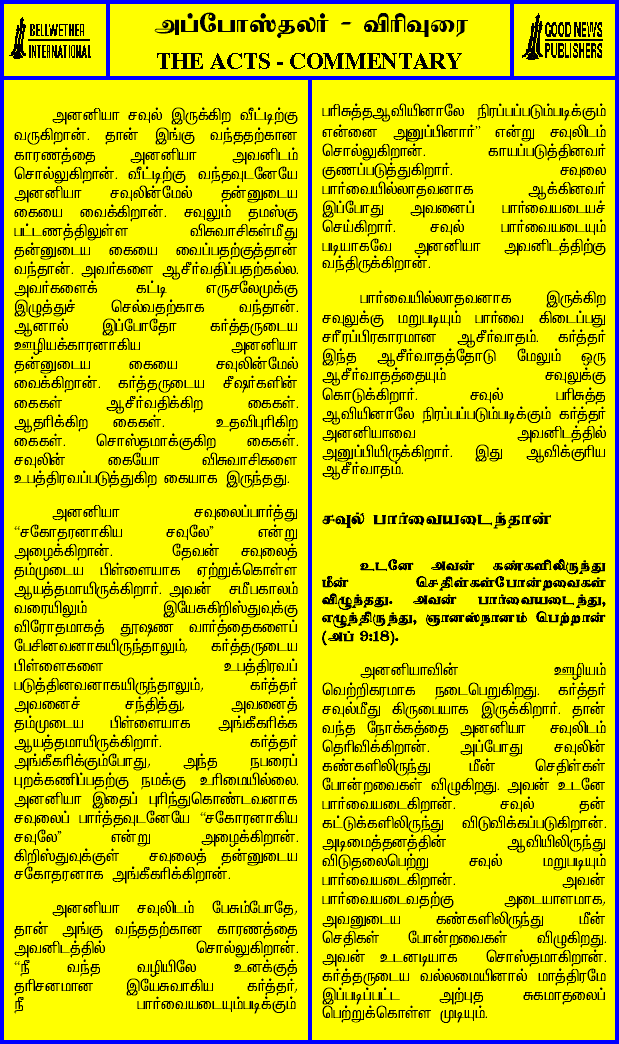 BELLWETHER
INTERNATIONAL
அப்போஸ்தலர் - விரிவுரை
THE ACTS - COMMENTARY
GOOD NEWS
PUBLISHERS
அனனியா சவுல் இருக்கிற வீட்டிற்கு
வருகிறான். தான் இங்கு வந்ததற்கான
காரணத்தை அனனியா அவனிடம்
சொல்லுகிறான். வீட்டிற்கு வந்தவுடனேயே
அனனியா சவுலின்மேல் தன்னுடைய
கையை வைக்கிறான். சவுலும் தமஸ்கு
பட்டணத்திலுள்ள விசுவாசிகள்மீது
தன்னுடைய கையை வைப்பதற்குத்தான்
வந்தான். அவர்களை ஆசீர்வதிப்பதற்கல்ல.
அவர்களைக் கட்டி எருசலேமுக்கு
இழுத்துச் செல்வதற்காக வந்தான்.
ஆனால் இப்போதோ கர்த்தருடைய
ஊழியக்காரனாகிய அனனியா
தன்னுடைய கையை சவுலின்மேல்
வைக்கிறான். கர்த்தருடைய சீஷர்களின்
கைகள் ஆசீர்வதிக்கிற கைகள்.
ஆதரிக்கிற கைகள். உதவிபுரிகிற
கைகள். சொஸ்தமாக்குகிற கைகள்.
சவுலின் கையோ விசுவாசிகளை
உபத்திரவப்படுத்துகிற கையாக இருந்தது.
அனனியா சவுலைப்பார்த்து
“சகோதரனாகிய சவுலே” என்று
அழைக்கிறான். தேவன் சவுலைத்
தம்முடைய பிள்ளையாக ஏற்றுக்கொள்ள
ஆயத்தமாயிருக்கிறார். அவன் சமீபகாலம்
வரையிலும் இயேசுகிறிஸ்துவுக்கு
விரோதமாகத் தூஷண வார்த்தைகளைப்
பேசினவனாகயிருந்தாலும், கர்த்தருடைய
பிள்ளைகளை உபத்திரவப்
படுத்தினவனாகயிருந்தாலும், கர்த்தர்
அவனைச் சந்தித்து, அவனைத்
தம்முடைய பிள்ளையாக அங்கீகரிக்க
ஆயத்தமாயிருக்கிறார். கர்த்தர்
அங்கீகரிக்கும்போது, அந்த நபரைப்
புறக்கணிப்பதற்கு நமக்கு உரிமையில்லை.
அனனியா இதைப் புரிந்துகொண்டவனாக
சவுலைப் பார்த்தவுடனேயே “சகோரனாகிய
சவுலே” என்று அழைக்கிறான்.
கிறிஸ்துவுக்குள் சவுலைத் தன்னுடைய
சகோதரனாக அங்கீகரிக்கிறான்.
அனனியா சவுலிடம் பேசும்போதே,
தான் அங்கு வந்ததற்கான காரணத்தை
அவனிடத்தில் சொல்லுகிறான்.
“நீ வந்த வழியிலே உனக்குத்
தரிசனமான இயேசுவாகிய கர்த்தர்,
நீ பார்வையடையும்படிக்கும்
பரிசுத்தஆவியினாலே நிரப்பப்படும்படிக்கும்
என்னை அனுப்பினார்” என்று சவுலிடம்
சொல்லுகிறான். காயப்படுத்தினவர்
குணப்படுத்துகிறார். சவுலை
பார்வையில்லாதவனாக ஆக்கினவர்
இப்போது அவனைப் பார்வையடையச்
செய்கிறார். சவுல் பார்வையடையும்
படியாகவே அனனியா அவனிடத்திற்கு
வந்திருக்கிறான்.
பார்வையில்லாதவனாக இருக்கிற
சவுலுக்கு மறுபடியும் பார்வை கிடைப்பது
சரீரப்பிரகாரமான ஆசீர்வாதம். கர்த்தர்
இந்த ஆசீர்வாதத்தோடு மேலும் ஒரு
ஆசீர்வாதத்தையும் சவுலுக்கு
கொடுக்கிறார். சவுல் பரிசுத்த
ஆவியினாலே நிரப்பப்படும்படிக்கும் கர்த்தர்
அனனியாவை அவனிடத்தில்
அனுப்பியிருக்கிறார். இது ஆவிக்குரிய
ஆசீர்வாதம்.
சவுல் பார்வையடைந்தான்
உடனே அவன் கண்களிலிருந்து
மீன் செதிள்கள்போன்றவைகள்
விழுந்தது. அவன் பார்வையடைந்து,
எழுந்திருந்து, ஞானஸ்நானம் பெற்றான்
(அப் 9:18).
அனனியாவின் ஊழியம்
வெற்றிகரமாக நடைபெறுகிறது. கர்த்தர்
சவுல்மீது கிருபையாக இருக்கிறார். தான்
வந்த நோக்கத்தை அனனியா சவுலிடம்
தெரிவிக்கிறான். அப்போது சவுலின்
கண்களிலிருந்து மீன் செதிள்கள்
போன்றவைகள் விழுகிறது. அவன் உடனே
பார்வையடைகிறான். சவுல் தன்
கட்டுக்களிலிருந்து விடுவிக்கப்படுகிறான்.
அடிமைத்தனத்தின் ஆவியிலிருந்து
விடுதலைபெற்று சவுல் மறுபடியும்
பார்வையடைகிறான். அவன்
பார்வையடைவதற்கு அடையாளமாக,
அவனுடைய கண்களிலிருந்து மீன்
செதிகள் போன்றவைகள் விழுகிறது.
அவன் உடனடியாக சொஸ்தமாகிறான்.
கர்த்தருடைய வல்லமையினால் மாத்திரமே
இப்படிப்பட்ட அற்புத சுகமாதலைப்
பெற்றுக்கொள்ள முடியும்.